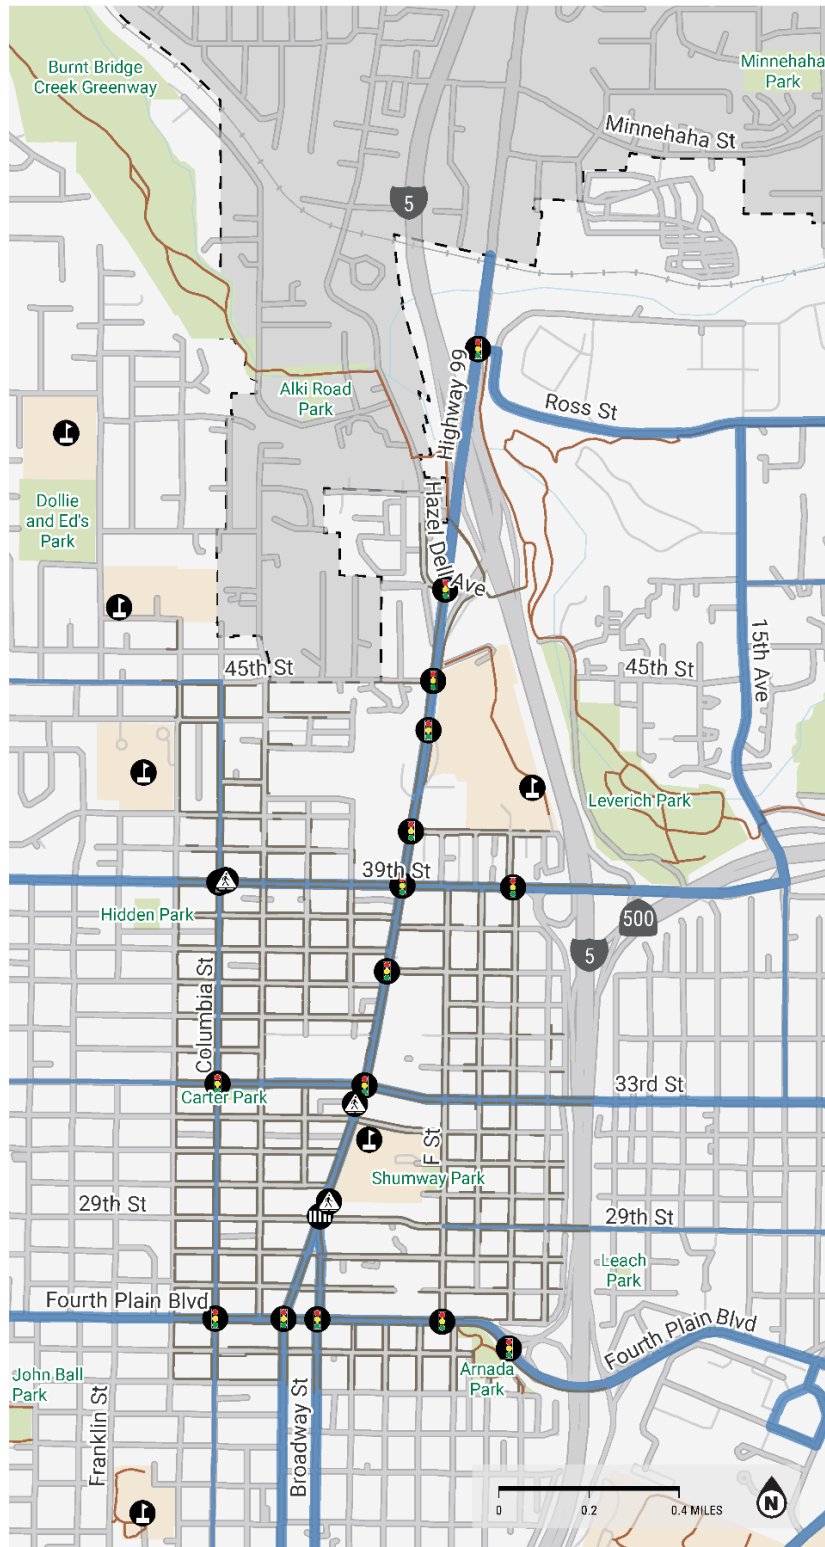 Burnt Bridge
Creek Greenway
Minnehaha
Park
Minnehaha St
5
Highway 99
Alki Road
Park
Ross St
Dollie
and Ed's
Park
Hazel Dell Ave
45th St
45th St
15th Ave
Leverich Park
39th St
Hidden Park
500
5
Columbia St
33rd St
Carter Park
F St
Shumway Park
29th St
29th St
Leach
Park
Fourth Plain Blvd
Fourth Plain Blvd
John Ball
Park
Arnada
Park
Franklin St
Broadway St
0 0.2 0.4 MILES
N